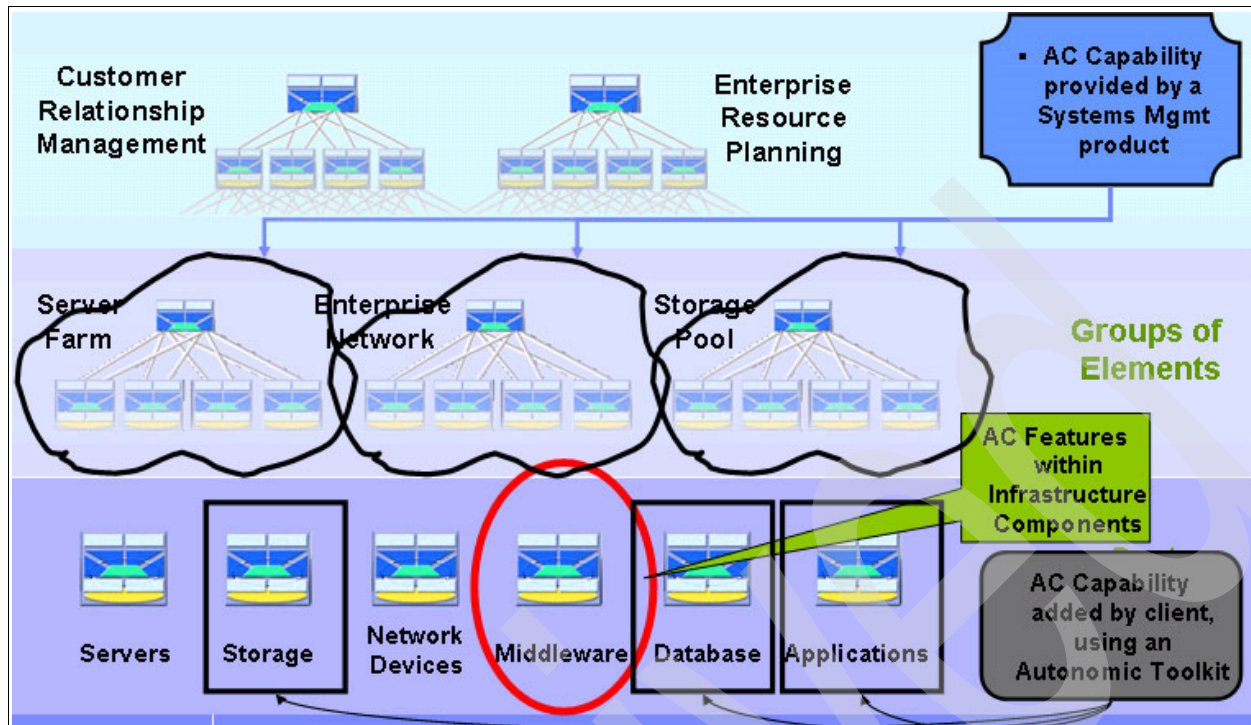 Customer
Relationship
Management
Enterprise
Resource
Planning
▪ AC Capability
provided by a
Systems Mgmt
product
Server
Farm
Enterprise
Network
Storage
Pool
Groups of
Elements
AC Features
within
Infrastructure
Components
Servers
Storage
Network
Devices
Middleware
Database
Applications
AC Capability
added by client,
using an
Autonomic Toolkit